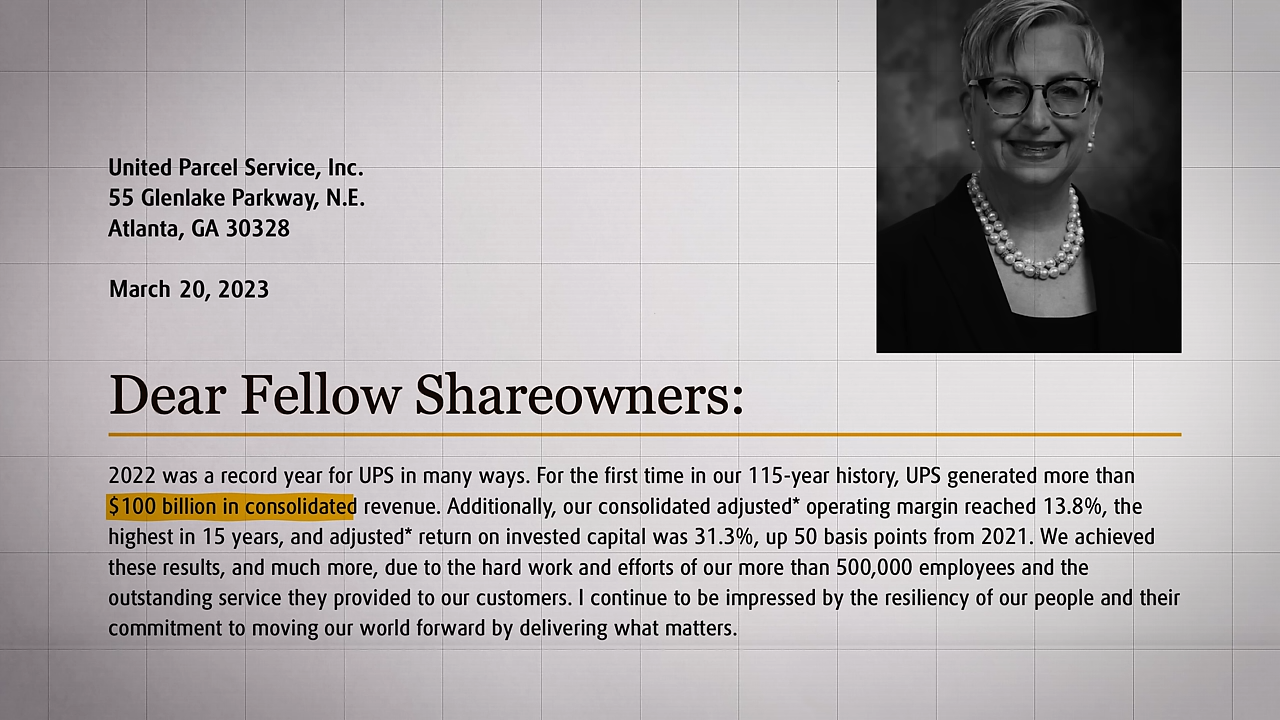 United Parcel Service, Inc.
55 Glenlake Parkway, N.E.
Atlanta, GA 30328
March 20, 2023
Dear Fellow Shareowners:
2022 was a record year for UPS in many ways. For the first time in our 115-year history, UPS generated more than
$100 billion in consolidated revenue. Additionally, our consolidated adjusted* operating margin reached 13.8%, the
highest in 15 years, and adjusted* return on invested capital was 31.3%, up 50 basis points from 2021. We achieved
these results, and much more, due to the hard work and efforts of our more than 500,000 employees and the
outstanding service they provided to our customers. I continue to be impressed by the resiliency of our people and their
commitment to moving our world forward by delivering what matters.